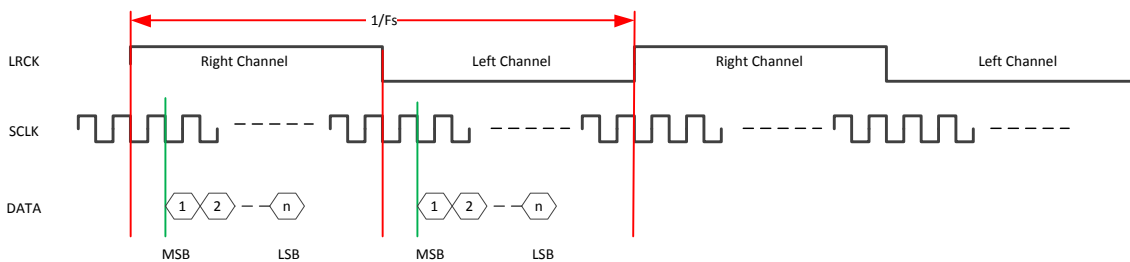 1/Fs
LRCK Right Channel Left Channel Right Channel Left Channel
SCLK
DATA 1 2 n 1 2 n
MSB LSB MSB LSB